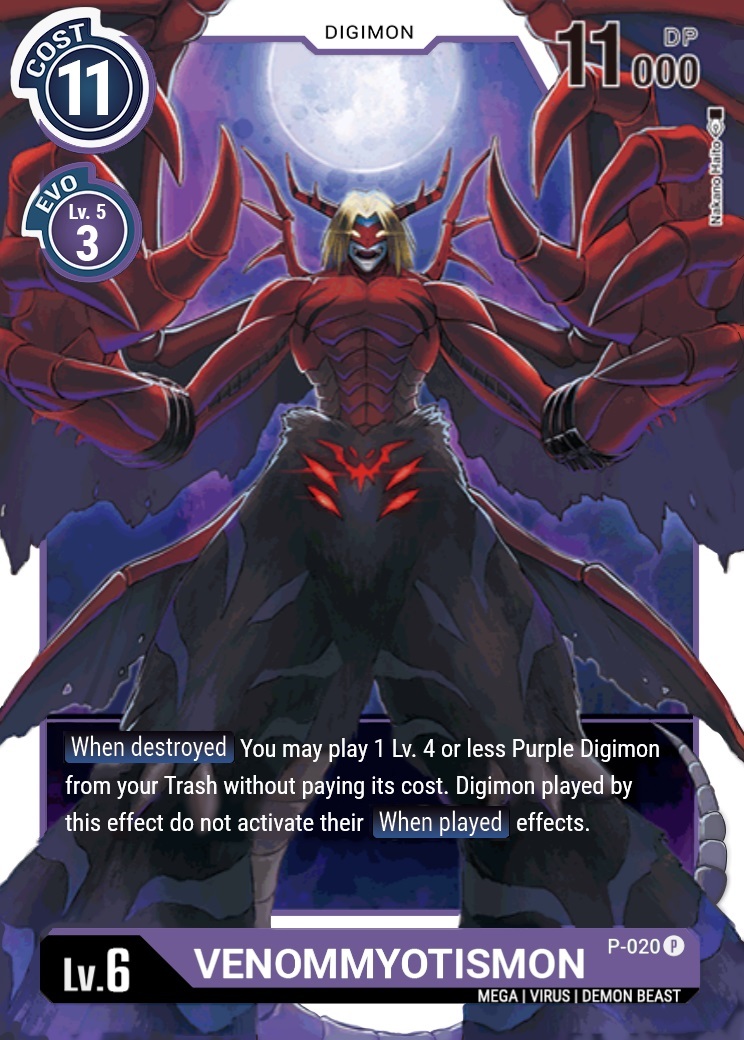 DIGIMON
COST
11
11000 DP
EVO
Lv. 5
3
Nakano Haito
When destroyed You may play 1 Lv. 4 or less Purple Digimon
from your Trash without paying its cost. Digimon played by
this effect do not activate their When played effects.
P-020 P
Lv.6 VENOMMYOTISMON
MEGA | VIRUS | DEMON BEAST